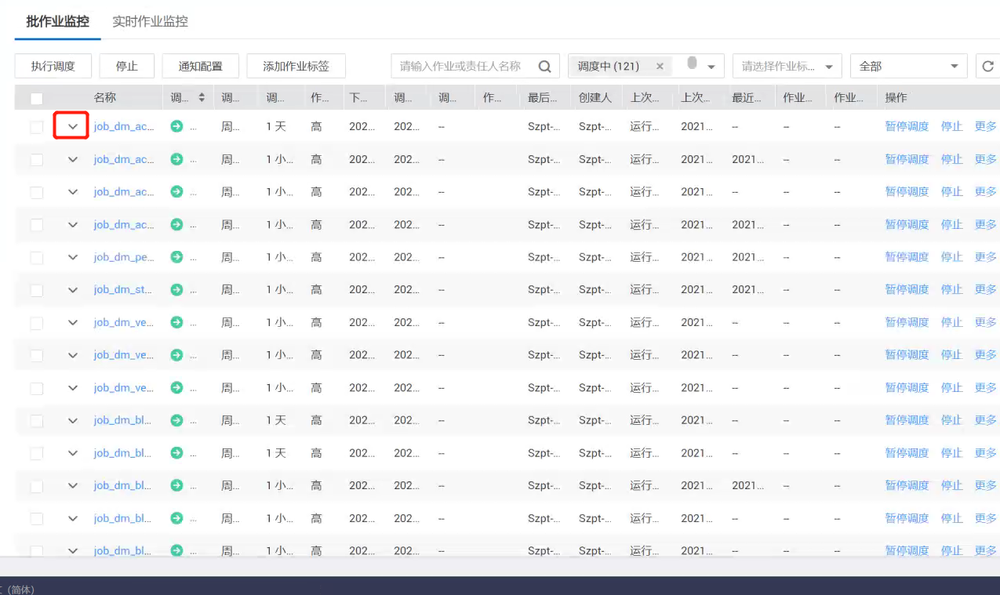 批作业监控 实时作业监控
执行调度 停止 通知配置 添加作业标签 请输入作业或责任人名称 调度中 (121) × 请选择作业标... 全部
名称 调... 调... 调... 作... 下... 调... 调... 作... 最后... 创建人 上次... 上次... 最近... 作业... 作业... 操作
job_dm_ac... ... 周... 1 天 高 202... 202... -- Szpt-... Szpt-... 运行... 2021... -- -- -- 暂停调度 停止 更多
job_dm_ac... ... 周... 1 小... 高 202... 202... -- Szpt-... Szpt-... 运行... 2021... 2021... -- -- 暂停调度 停止 更多
job_dm_ac... ... 周... 1 小... 高 202... 202... -- Szpt-... Szpt-... 运行... 2021... -- -- -- 暂停调度 停止 更多
job_dm_ac... ... 周... 1 小... 高 202... 202... -- Szpt-... Szpt-... 运行... 2021... 2021... -- -- 暂停调度 停止 更多
job_dm_pe... ... 周... 1 小... 高 202... 202... -- Szpt-... Szpt-... 运行... 2021... 2021... -- -- 暂停调度 停止 更多
job_dm_st... ... 周... 1 小... 高 202... 202... -- Szpt-... Szpt-... 运行... 2021... 2021... -- -- 暂停调度 停止 更多
job_dm_ve... ... 周... 1 小... 高 202... 202... -- Szpt-... Szpt-... 运行... 2021... -- -- -- 暂停调度 停止 更多
job_dm_ve... ... 周... 1 小... 高 202... 202... -- Szpt-... Szpt-... 运行... 2021... -- -- -- 暂停调度 停止 更多
job_dm_ve... ... 周... 1 小... 高 202... 202... -- Szpt-... Szpt-... 运行... 2021... -- -- -- 暂停调度 停止 更多
job_dm_bl... ... 周... 1 天 高 202... 202... -- Szpt-... Szpt-... 运行... 2021... -- -- -- 暂停调度 停止 更多
job_dm_bl... ... 周... 1 天 高 202... 202... -- Szpt-... Szpt-... 运行... 2021... -- -- -- 暂停调度 停止 更多
job_dm_bl... ... 周... 1 小... 高 202... 202... -- Szpt-... Szpt-... 运行... 2021... 2021... -- -- 暂停调度 停止 更多
job_dm_bl... ... 周... 1 小... 高 202... 202... -- Szpt-... Szpt-... 运行... 2021... -- -- -- 暂停调度 停止 更多
job_dm_bl... ... 周... 1 小... 高 202... 202... -- Szpt-... Szpt-... 运行... 2021... -- -- -- 暂停调度 停止 更多
(简体)